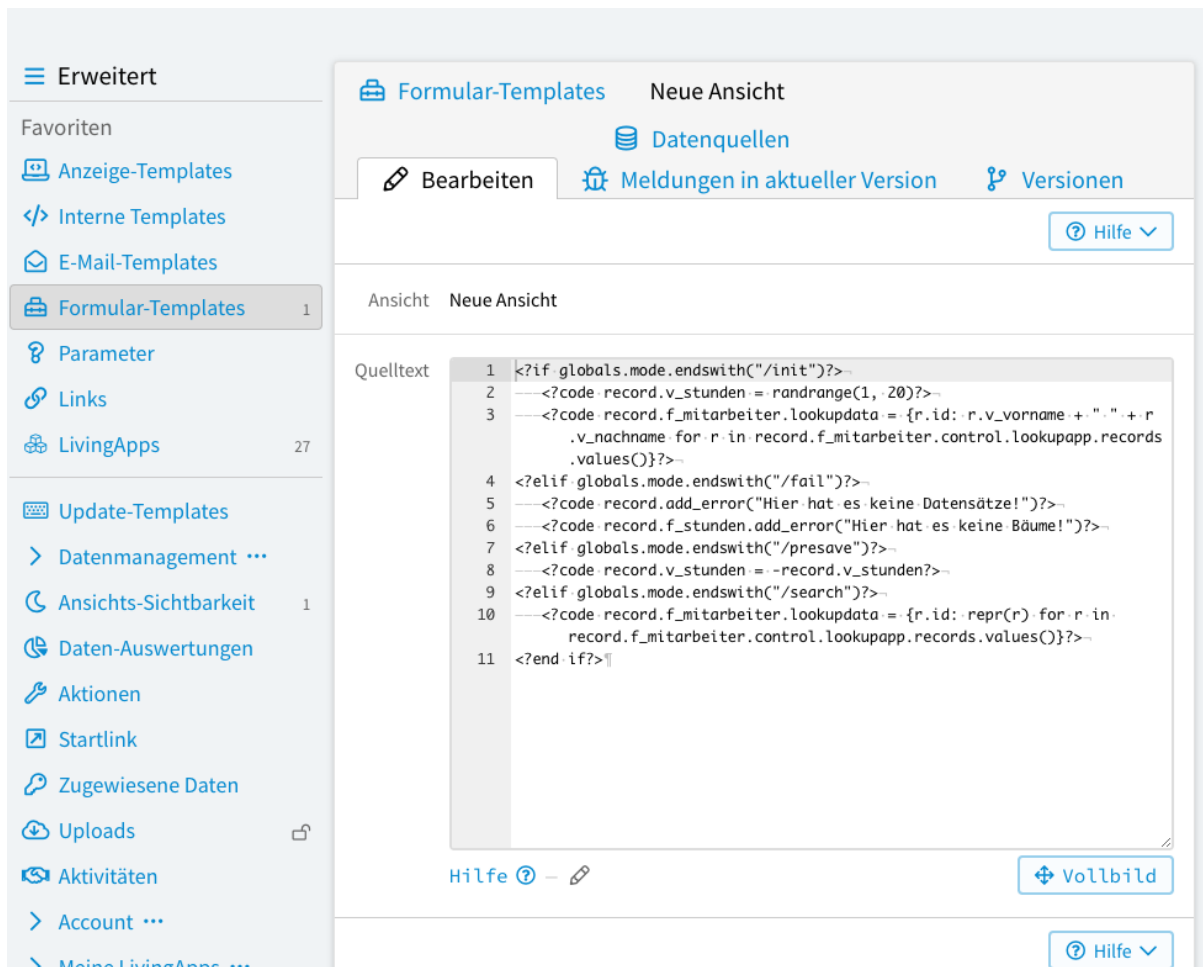 Erweitert
Favoriten
Anzeige-Templates
Interne Templates
E-Mail-Templates
Formular-Templates 1
Parameter
Links
LivingApps 27
Update-Templates
Datenmanagement •••
Ansichts-Sichtbarkeit 1
Daten-Auswertungen
Aktionen
Startlink
Zugewiesene Daten
Uploads
Aktivitäten
Account •••
Meine LivingApps •••
Formular-Templates Neue Ansicht
Datenquellen
Bearbeiten Meldungen in aktueller Version Versionen
Hilfe
Ansicht Neue Ansicht
Quelltext
1 <?if globals.mode.endswith("/init")?>
2 <?code record.v_stunden = randrange(1, 20)?>
3 <?code record.f_mitarbeiter.lookupdata = {r.id: r.v_vorname + " " + r
.v_nachname for r in record.f_mitarbeiter.control.lookupapp.records
.values()}?>
4 <?elif globals.mode.endswith("/fail")?>
5 <?code record.add_error("Hier hat es keine Datensätze!")?>
6 <?code record.f_stunden.add_error("Hier hat es keine Bäume!")?>
7 <?elif globals.mode.endswith("/presave")?>
8 <?code record.v_stunden = -record.v_stunden?>
9 <?elif globals.mode.endswith("/search")?>
10 <?code record.f_mitarbeiter.lookupdata = {r.id: repr(r) for r in
record.f_mitarbeiter.control.lookupapp.records.values()}?>
11 <?end if?>¶
Hilfe – Vollbild
Hilfe